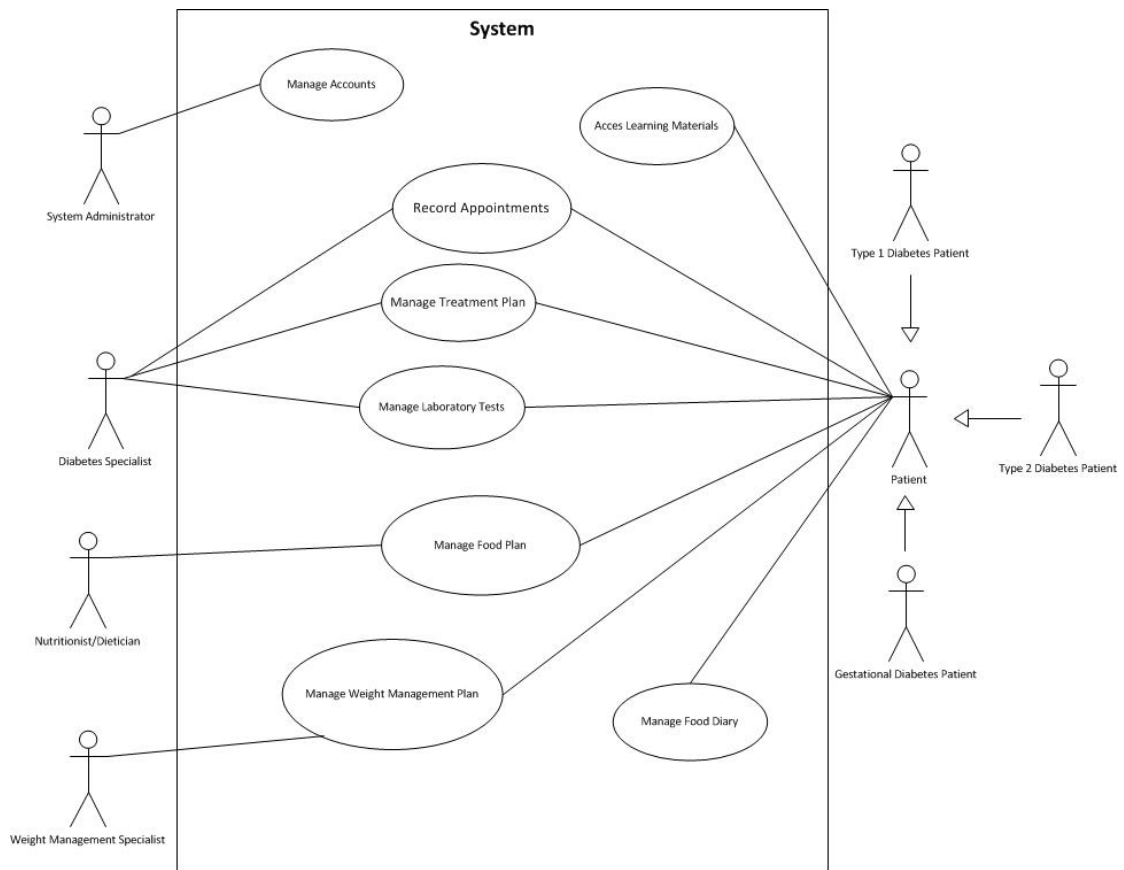 System
Manage Accounts
Acces Learning Materials
System Administrator
Record Appointments
Type 1 Diabetes Patient
Manage Treatment Plan
Manage Laboratory Tests
Diabetes Specialist
Patient
Type 2 Diabetes Patient
Manage Food Plan
Nutritionist/Dietician
Gestational Diabetes Patient
Manage Weight Management Plan
Manage Food Diary
Weight Management Specialist